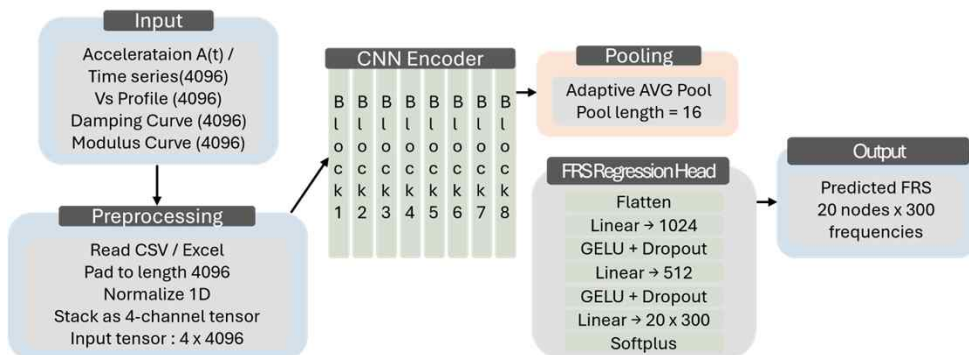 Input
Accelerataion A(t) /
Time series(4096)
Vs Profile (4096)
Damping Curve (4096)
Modulus Curve (4096)
Preprocessing
Read CSV / Excel
Pad to length 4096
Normalize 1D
Stack as 4-channel tensor
Input tensor : 4 x 4096
CNN Encoder
Block 1
Block 2
Block 3
Block 4
Block 5
Block 6
Block 7
Block 8
Pooling
Adaptive AVG Pool
Pool length = 16
FRS Regression Head
Flatten
Linear → 1024
GELU + Dropout
Linear → 512
GELU + Dropout
Linear → 20 x 300
Softplus
Output
Predicted FRS
20 nodes x 300
frequencies